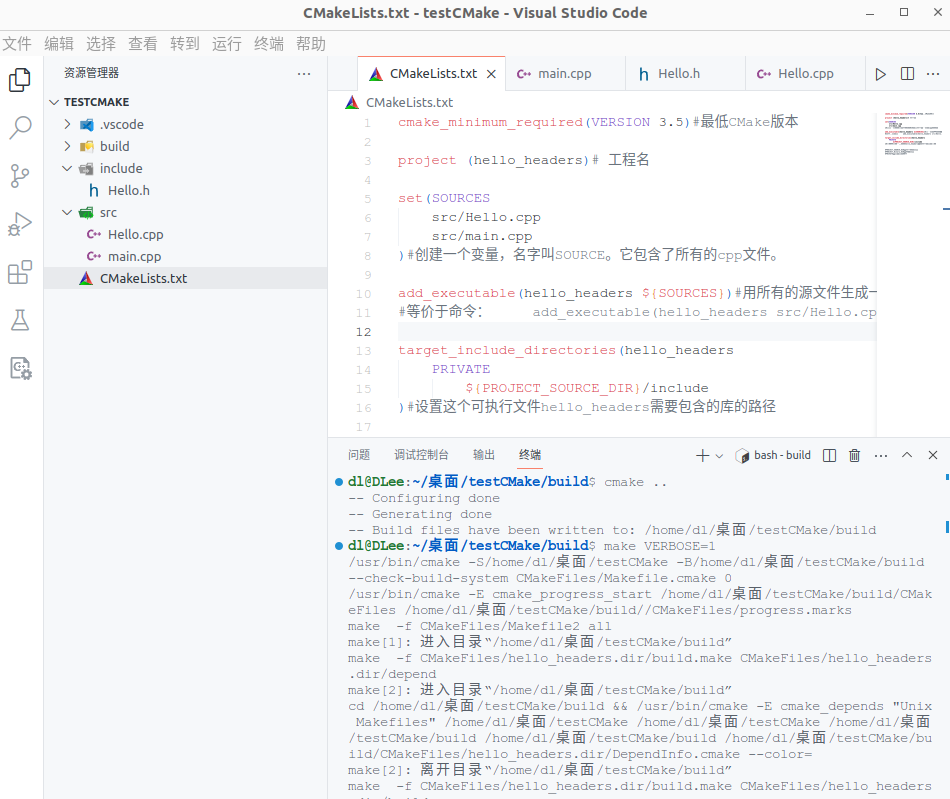 CMakeLists.txt - testCMake - Visual Studio Code
文件 编辑 选择 查看 转到 运行 终端 帮助
资源管理器
TESTCMAKE
.vscode
build
include
Hello.h
src
Hello.cpp
main.cpp
CMakeLists.txt
CMakeLists.txt main.cpp Hello.h Hello.cpp
CMakeLists.txt
1 cmake_minimum_required(VERSION 3.5)#最低CMake版本
2
3 project (hello_headers)# 工程名
4
5 set(SOURCES
6 src/Hello.cpp
7 src/main.cpp
8 )#创建一个变量，名字叫SOURCE。它包含了所有的cpp文件。
9
10 add_executable(hello_headers ${SOURCES})#用所有的源文件生成一
11 #等价于命令： add_executable(hello_headers src/Hello.cp
12
13 target_include_directories(hello_headers
14 PRIVATE
15 ${PROJECT_SOURCE_DIR}/include
16 )#设置这个可执行文件hello_headers需要包含的库的路径
17
问题 调试控制台 输出 终端 bash - build
dl@DLee:~/桌面/testCMake/build$ cmake ..
-- Configuring done
-- Generating done
-- Build files have been written to: /home/dl/桌面/testCMake/build
dl@DLee:~/桌面/testCMake/build$ make VERBOSE=1
/usr/bin/cmake -S/home/dl/桌面/testCMake -B/home/dl/桌面/testCMake/build
--check-build-system CMakeFiles/Makefile.cmake 0
/usr/bin/cmake -E cmake_progress_start /home/dl/桌面/testCMake/build/CMak
eFiles /home/dl/桌面/testCMake/build//CMakeFiles/progress.marks
make  -f CMakeFiles/Makefile2 all
make[1]: 进入目录“/home/dl/桌面/testCMake/build”
make  -f CMakeFiles/hello_headers.dir/build.make CMakeFiles/hello_headers
.dir/depend
make[2]: 进入目录“/home/dl/桌面/testCMake/build”
cd /home/dl/桌面/testCMake/build && /usr/bin/cmake -E cmake_depends "Unix
 Makefiles" /home/dl/桌面/testCMake /home/dl/桌面/testCMake /home/dl/桌面
/testCMake/build /home/dl/桌面/testCMake/build /home/dl/桌面/testCMake/bu
ild/CMakeFiles/hello_headers.dir/DependInfo.cmake --color=
make[2]: 离开目录“/home/dl/桌面/testCMake/build”
make  -f CMakeFiles/hello_headers.dir/build.make CMakeFiles/hello_headers